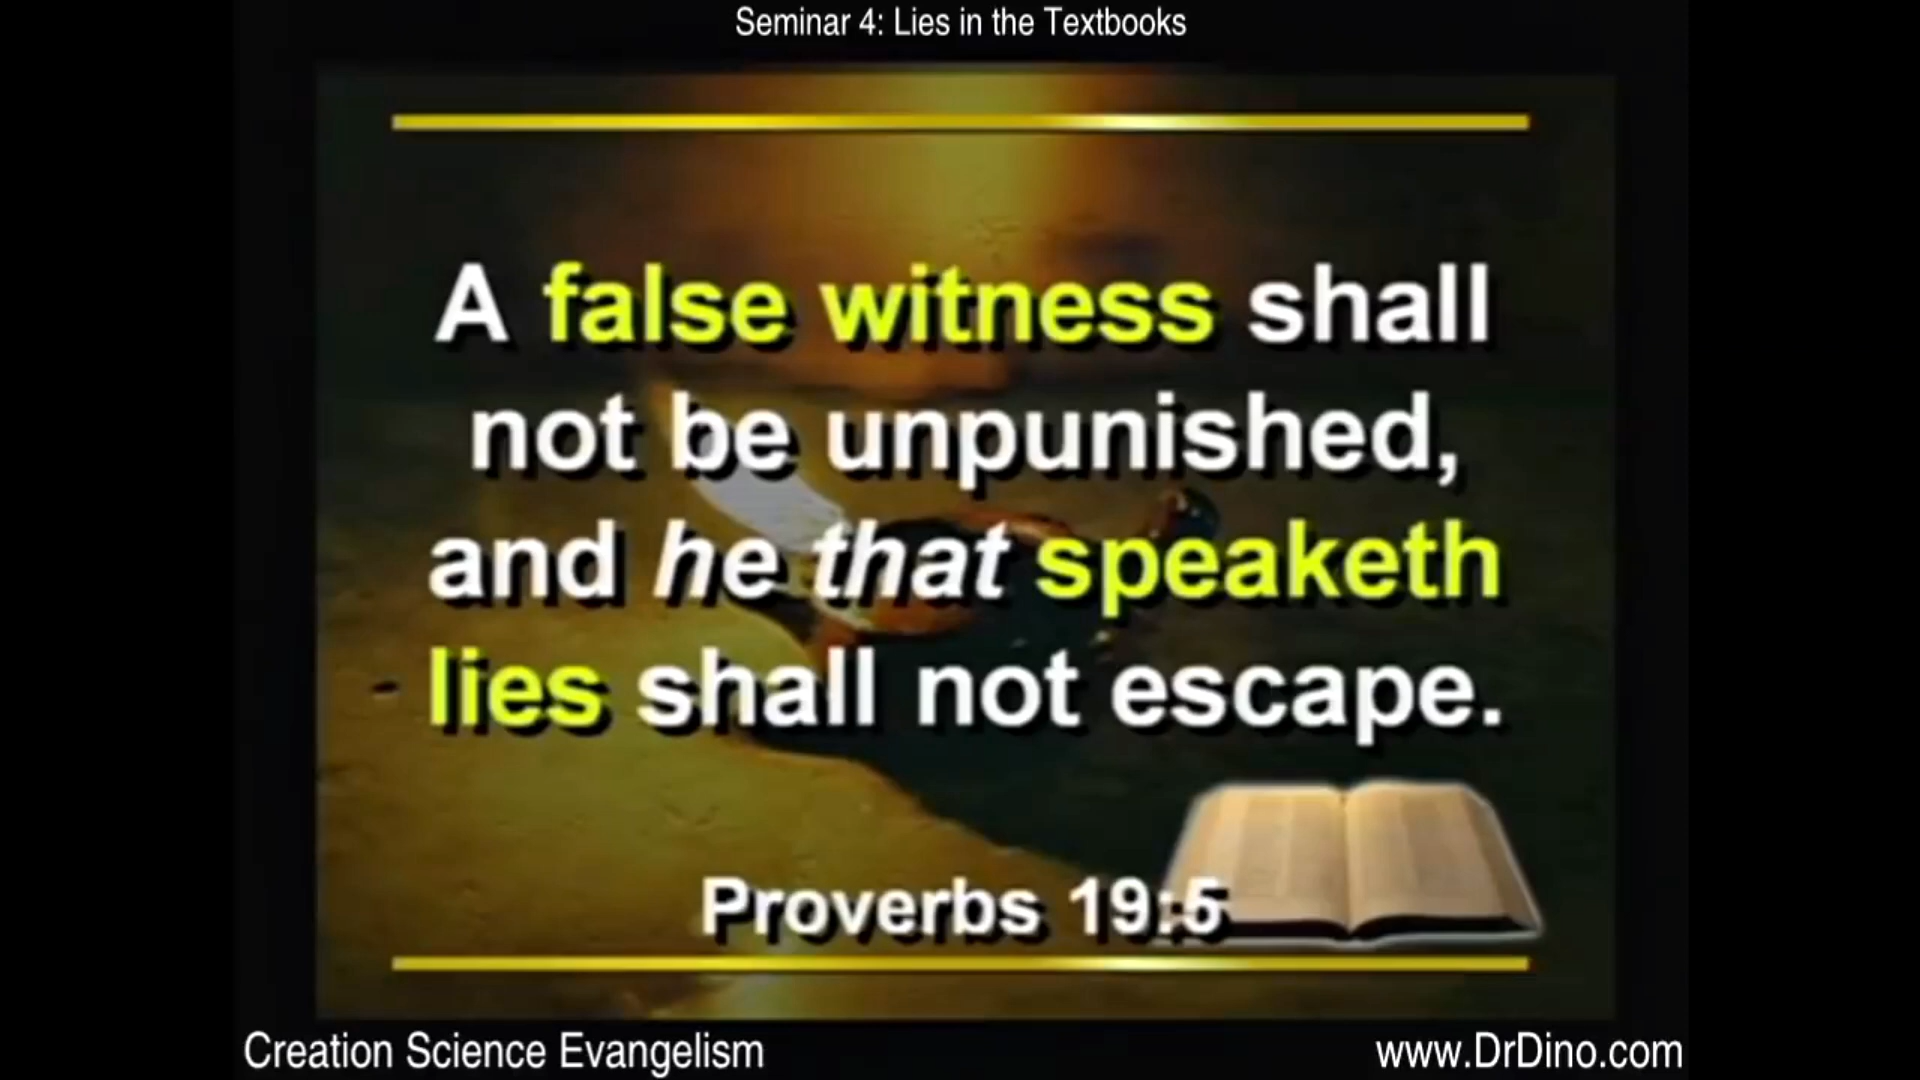 Seminar 4: Lies in the Textbooks
A false witness shall
not be unpunished,
and he that speaketh
lies shall not escape.
Proverbs 19:5
Creation Science Evangelism
www.DrDino.com